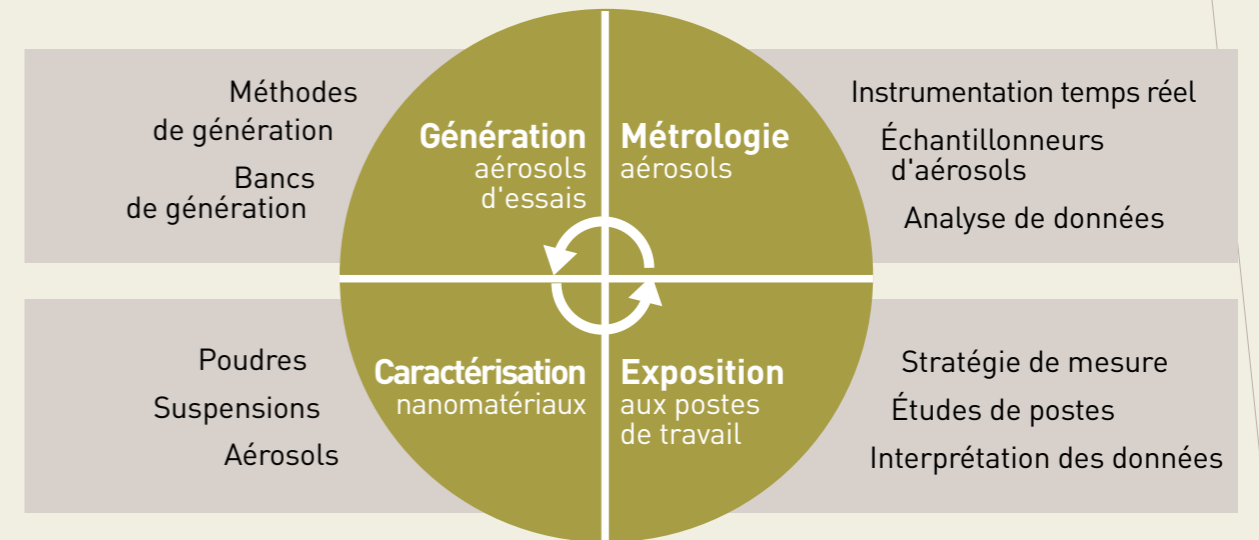 Méthodes
de génération
Bancs
de génération
Génération
aérosols
d'essais
Métrologie
aérosols
Instrumentation temps réel
Échantillonneurs
d'aérosols
Analyse de données
Poudres
Suspensions
Aérosols
Caractérisation
nanomatériaux
Exposition
aux postes
de travail
Stratégie de mesure
Études de postes
Interprétation des données